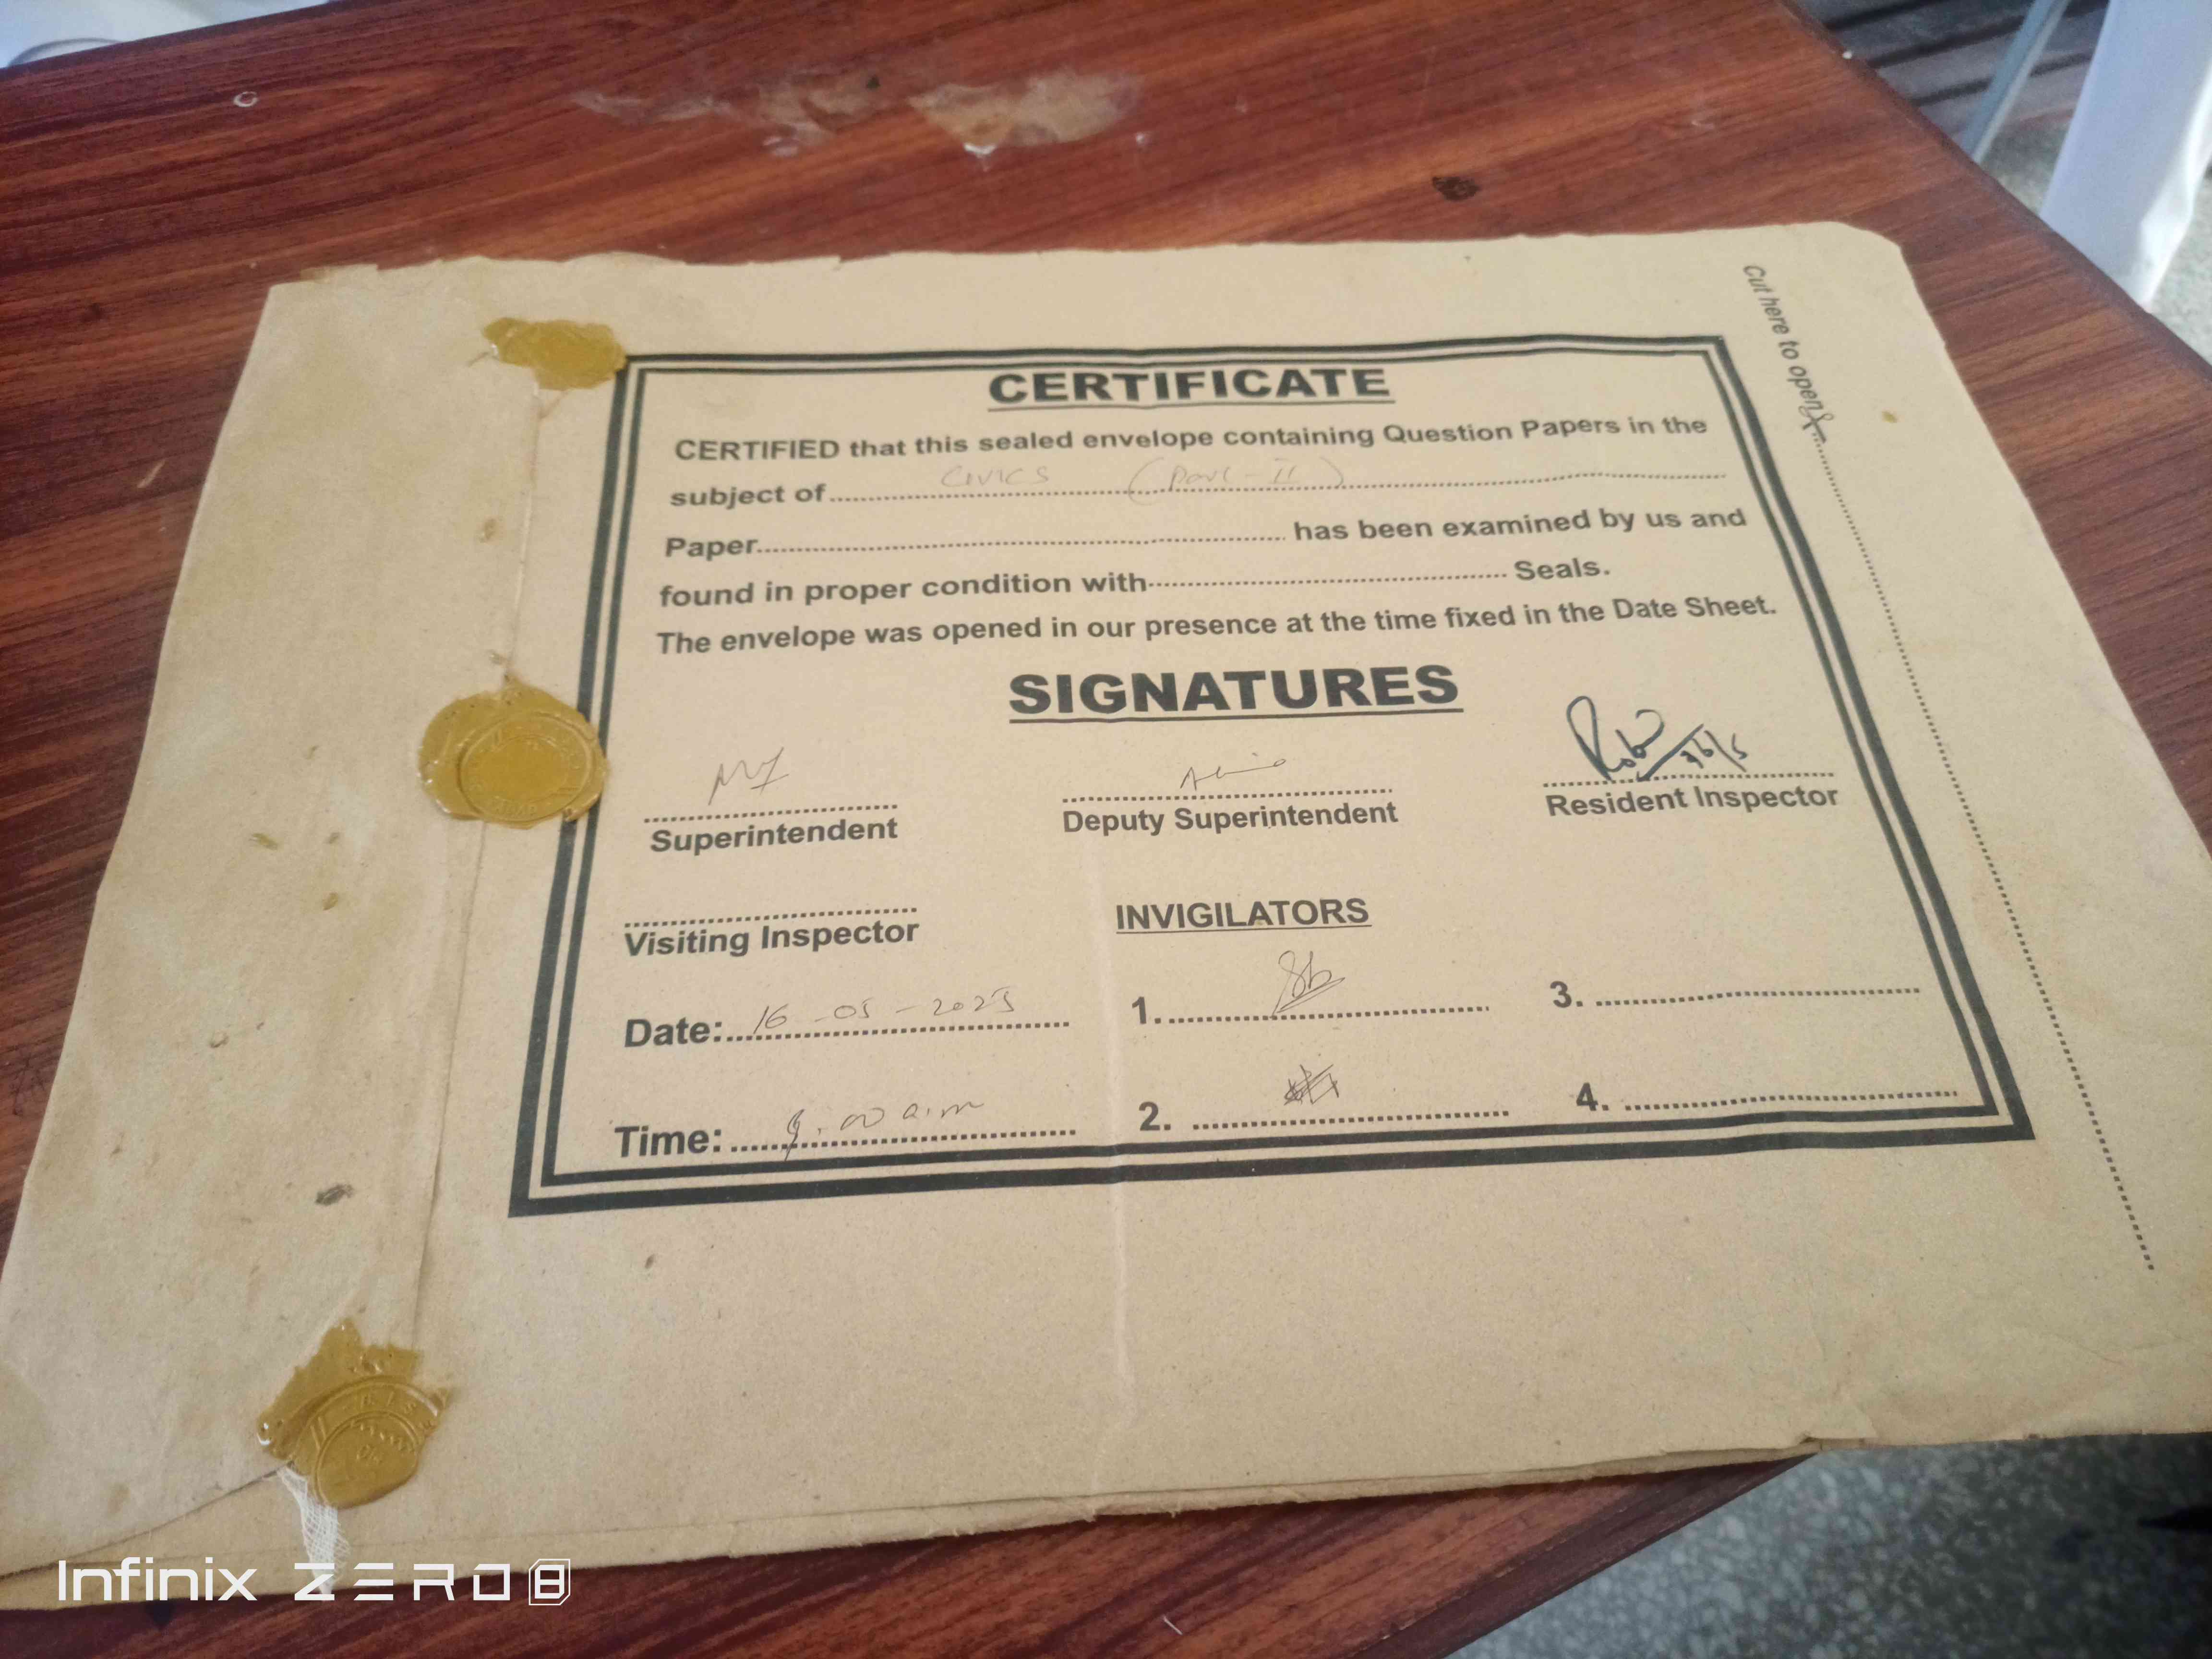 Cut here to open
CERTIFICATE
CERTIFIED that this sealed envelope containing Question Papers in the
subject of.......... Civics (Part-II)
Paper.......... has been examined by us and
found in proper condition with.......... Seals.
The envelope was opened in our presence at the time fixed in the Date Sheet.
SIGNATURES
Superintendent
Deputy Superintendent
Resident Inspector
Visiting Inspector
INVIGILATORS
Date: 16-05-2025
1. ..........
3. ..........
Time: 9.00 a.m
2. ..........
4. ..........
Infinix ZERO 8